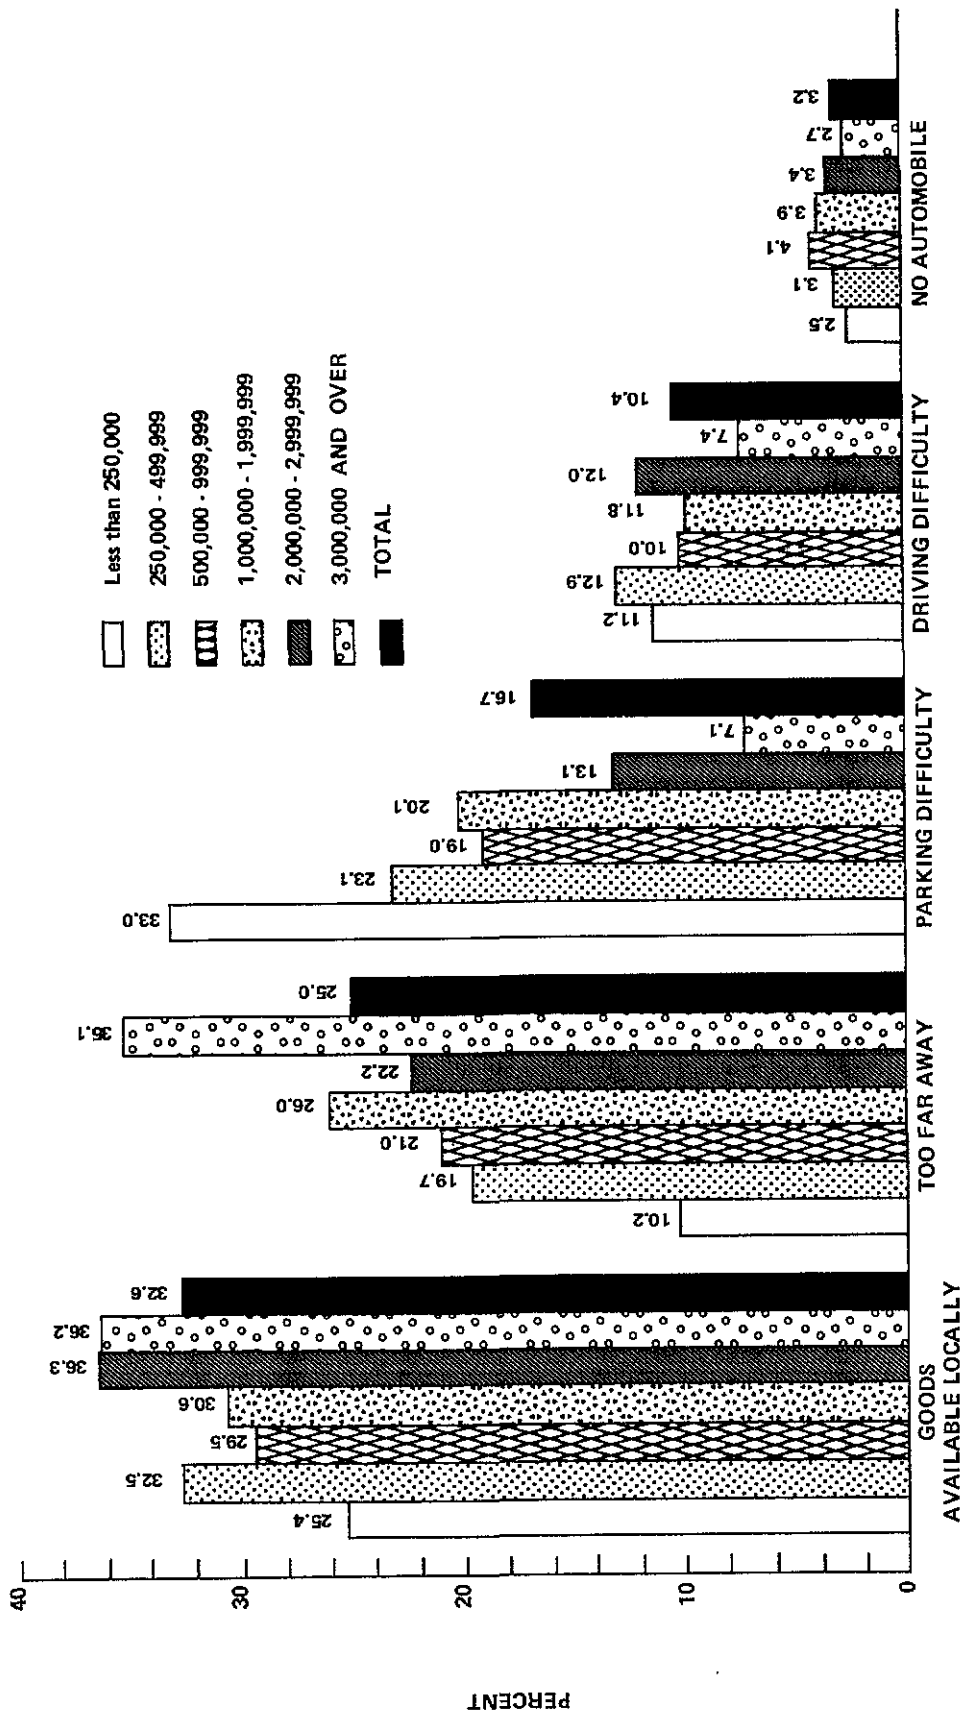 Less than 250,000
250,000 - 499,999
500,000 - 999,999
1,000,000 - 1,999,999
2,000,000 - 2,999,999
3,000,000 AND OVER
TOTAL
PERCENT
40
30
20
10
0
25.4
32.5
29.5
30.6
36.3
36.2
32.6
GOODS
AVAILABLE LOCALLY
10.2
19.7
21.0
26.0
22.2
35.1
25.0
TOO FAR AWAY
33.0
23.1
19.0
20.1
13.1
7.1
16.7
PARKING DIFFICULTY
11.2
12.9
10.0
11.8
12.0
7.4
10.4
DRIVING DIFFICULTY
2.5
3.1
4.1
3.9
3.4
2.7
3.2
NO AUTOMOBILE